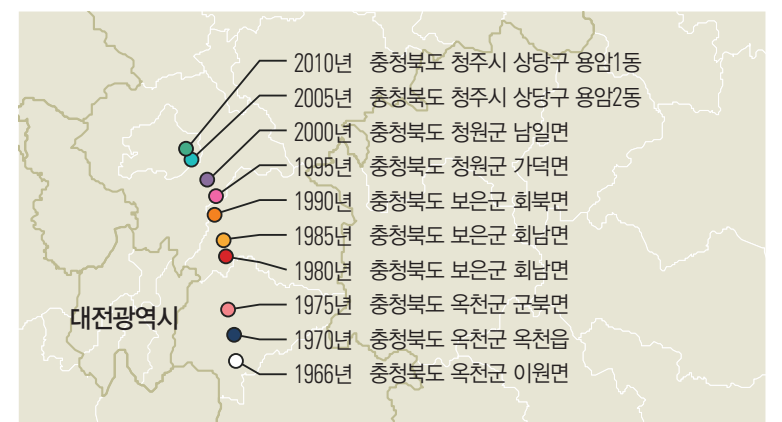 2010년 충청북도 청주시 상당구 용암1동
2005년 충청북도 청주시 상당구 용암2동
2000년 충청북도 청원군 남일면
1995년 충청북도 청원군 가덕면
1990년 충청북도 보은군 회북면
1985년 충청북도 보은군 회남면
1980년 충청북도 보은군 회남면
1975년 충청북도 옥천군 군북면
대전광역시
1970년 충청북도 옥천군 옥천읍
1966년 충청북도 옥천군 이원면